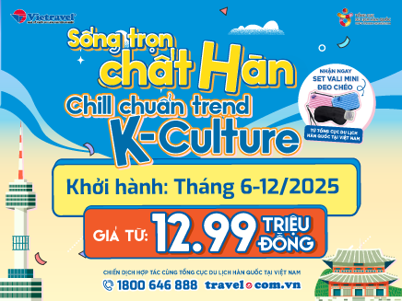 Vietravel
Sống trọn
chất Hàn
Chill chuẩn trend
K-Culture
NHẬN NGAY
SET VALI MINI
ĐEO CHÉO
TỪ TỔNG CỤC DU LỊCH
HÀN QUỐC TẠI VIỆT NAM
Khởi hành: Tháng 6-12/2025
GIÁ TỪ: 12.99 TRIỆU
ĐỒNG
CHIẾN DỊCH HỢP TÁC CÙNG TỔNG CỤC DU LỊCH HÀN QUỐC TẠI VIỆT NAM
1800 646 888 travel.com.vn